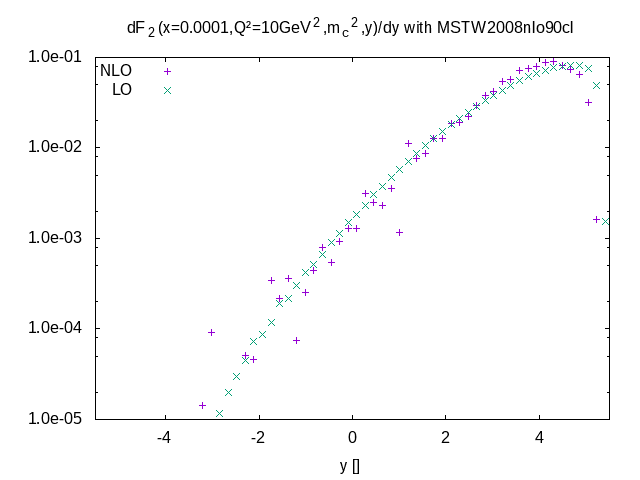 dF₂(x=0.0001,Q²=10GeV²,m_c²,y)/dy with MSTW2008nlo90cl
1.0e-01
NLO
LO
1.0e-02
1.0e-03
1.0e-04
1.0e-05
-4 -2 0 2 4
y []